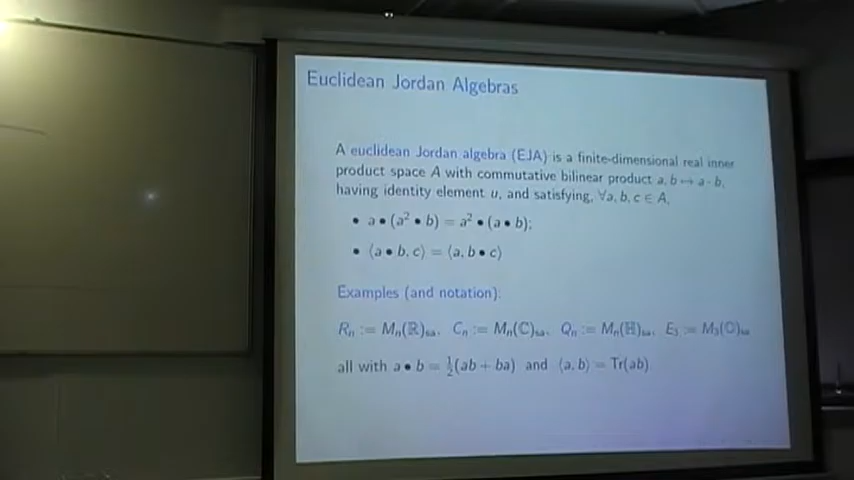 Euclidean Jordan Algebras
A euclidean Jordan algebra (EJA) is a finite-dimensional real inner
product space A with commutative bilinear product a, b ↦ a · b,
having identity element u, and satisfying, ∀a, b, c ∈ A,
• a • (a² • b) = a² • (a • b);
• ⟨a • b, c⟩ = ⟨a, b • c⟩
Examples (and notation):
Rₙ := Mₙ(ℝ)ₛₐ, Cₙ := Mₙ(ℂ)ₛₐ, Qₙ := Mₙ(ℍ)ₛₐ, E₃ := M₃(𝕆)ₛₐ
all with a • b = ½(ab + ba) and ⟨a, b⟩ = Tr(ab)